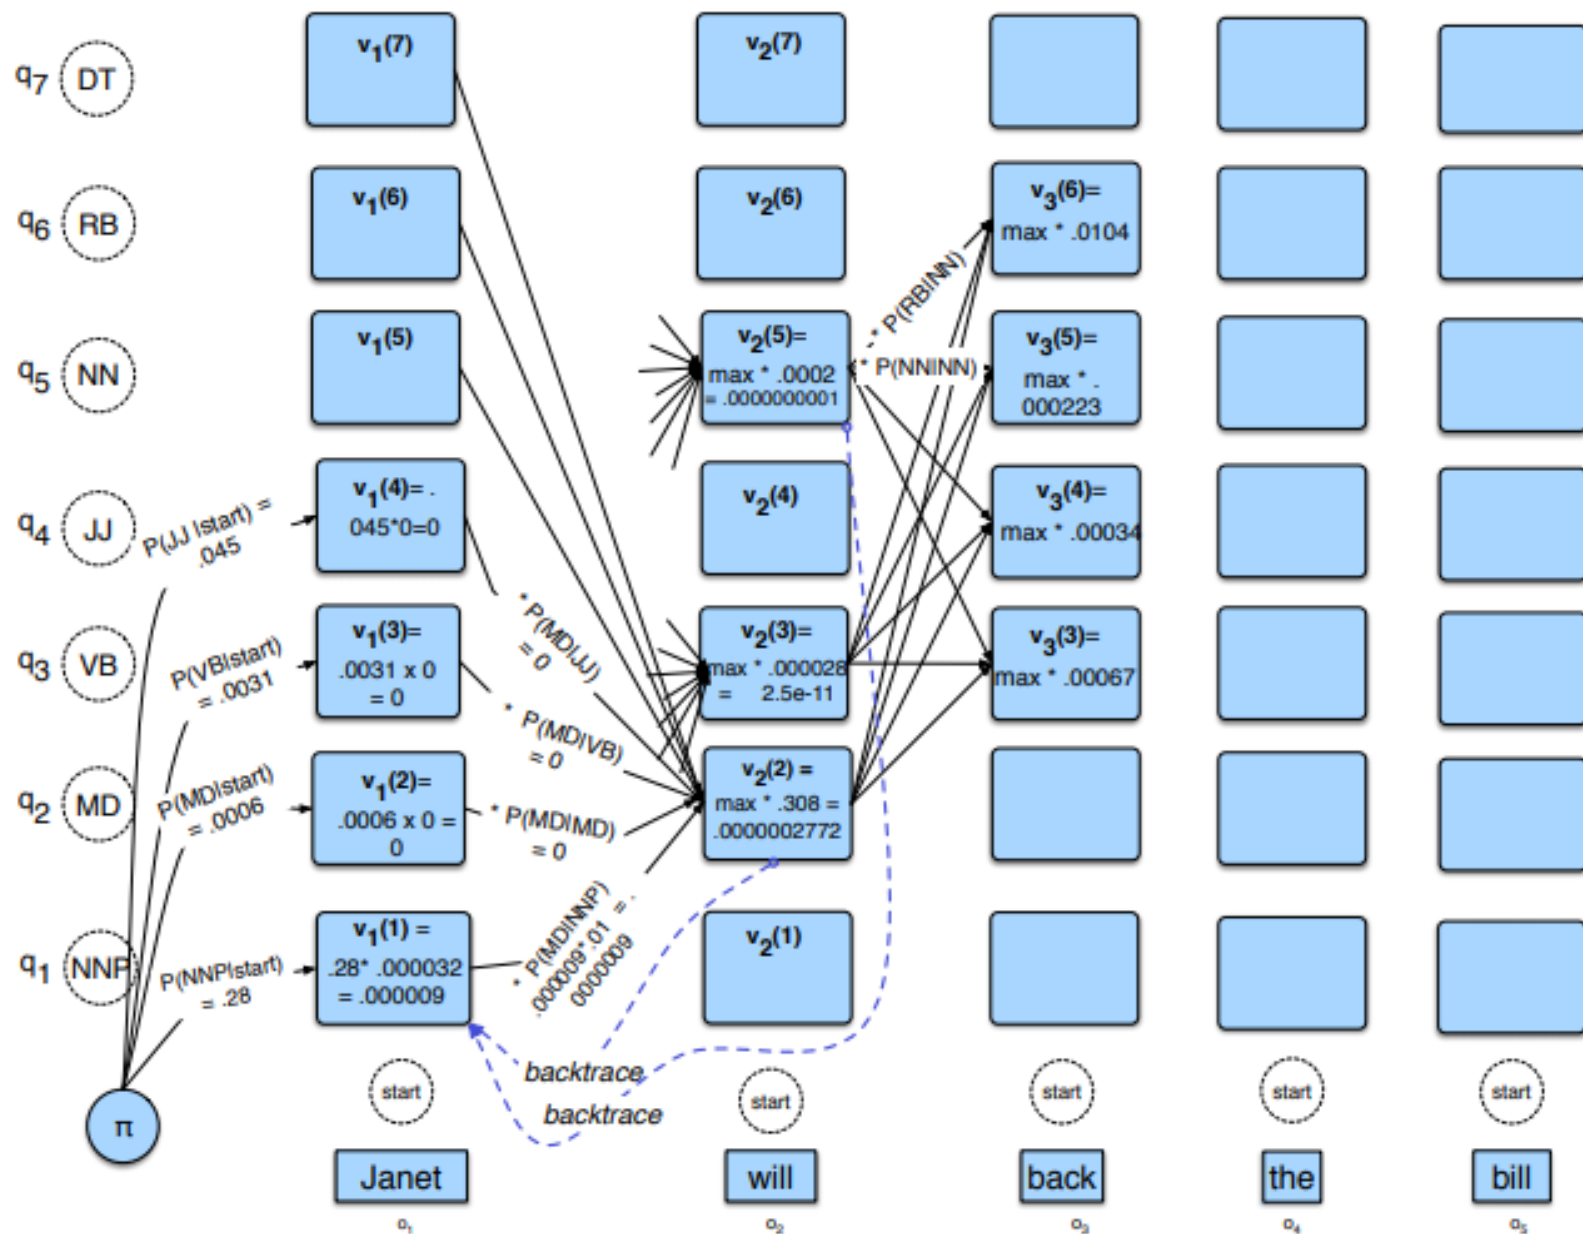 q7 DT
v1(7)
v2(7)
q6 RB
v1(6)
v2(6)
v3(6)=
max * .0104
q5 NN
v1(5)
v2(5)=
max * .0002
= .0000000001
* P(RB|NN)
* P(NN|NN)
v3(5)=
max * .
000223
q4 JJ
P(JJ |start) =
.045
v1(4)= .
045*0=0
v2(4)
v3(4)=
max * .00034
* P(MD|JJ)
= 0
q3 VB
P(VB|start)
= .0031
v1(3)=
.0031 x 0
= 0
v2(3)=
max * .000028
= 2.5e-11
v3(3)=
max * .00067
* P(MD|VB)
= 0
q2 MD
P(MD|start)
= .0006
v1(2)=
.0006 x 0 =
0
* P(MD|MD)
= 0
v2(2) =
max * .308 =
.0000002772
q1 NNP
P(NNP|start)
= .28
v1(1) =
.28* .000032
= .000009
* P(MD|NNP)
.000009*.01 = .
0000009
v2(1)
backtrace
backtrace
start
start
start
start
start
π
Janet
will
back
the
bill
o1
o2
o3
o4
o5